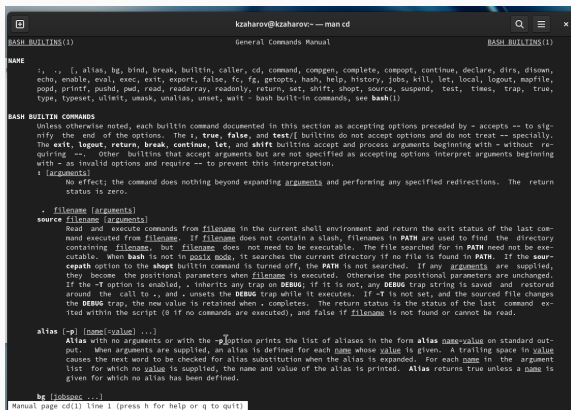 kzaharov@kzaharov:~ — man cd
BASH_BUILTINS(1) General Commands Manual BASH_BUILTINS(1)
NAME
:, ., [, alias, bg, bind, break, builtin, caller, cd, command, compgen, complete, compopt, continue, declare, dirs, disown,
echo, enable, eval, exec, exit, export, false, fc, fg, getopts, hash, help, history, jobs, kill, let, local, logout, mapfile,
popd, printf, pushd, pwd, read, readarray, readonly, return, set, shift, shopt, source, suspend, test, times, trap, true,
type, typeset, ulimit, umask, unalias, unset, wait - bash built-in commands, see bash(1)
BASH BUILTIN COMMANDS
Unless otherwise noted, each builtin command documented in this section as accepting options preceded by - accepts -- to sig-
nify the end of the options. The :, true, false, and test/[ builtins do not accept options and do not treat -- specially.
The exit, logout, return, break, continue, let, and shift builtins accept and process arguments beginning with - without re-
quiring --. Other builtins that accept arguments but are not specified as accepting options interpret arguments beginning
with - as invalid options and require -- to prevent this interpretation.
: [arguments]
No effect; the command does nothing beyond expanding arguments and performing any specified redirections. The return
status is zero.
. filename [arguments]
source filename [arguments]
Read and execute commands from filename in the current shell environment and return the exit status of the last com-
mand executed from filename. If filename does not contain a slash, filenames in PATH are used to find the directory
containing filename, but filename does not need to be executable. The file searched for in PATH need not be exe-
cutable. When bash is not in posix mode, it searches the current directory if no file is found in PATH. If the sour-
cepath option to the shopt builtin command is turned off, the PATH is not searched. If any arguments are supplied,
they become the positional parameters when filename is executed. Otherwise the positional parameters are unchanged.
If the -T option is enabled, . inherits any trap on DEBUG; if it is not, any DEBUG trap string is saved and restored
around the call to ., and . unsets the DEBUG trap while it executes. If -T is not set, and the sourced file changes
the DEBUG trap, the new value is retained when . completes. The return status is the status of the last command ex-
ited within the script (0 if no commands are executed), and false if filename is not found or cannot be read.
alias [-p] [name[=value] ...]
Alias with no arguments or with the -p option prints the list of aliases in the form alias name=value on standard out-
put. When arguments are supplied, an alias is defined for each name whose value is given. A trailing space in value
causes the next word to be checked for alias substitution when the alias is expanded. For each name in the argument
list for which no value is supplied, the name and value of the alias is printed. Alias returns true unless a name is
given for which no alias has been defined.
bg [jobspec ...]
Manual page cd(1) line 1 (press h for help or q to quit)